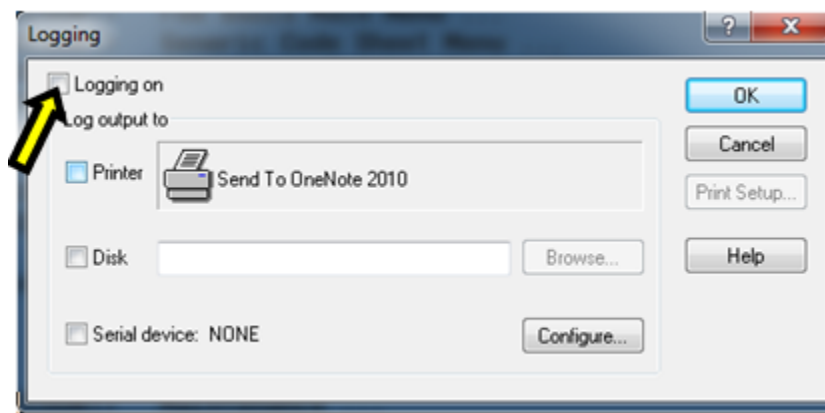 Logging
?
Logging on
Log output to
Printer
Send To OneNote 2010
Disk
Browse...
Serial device: NONE
Configure...
OK
Cancel
Print Setup...
Help